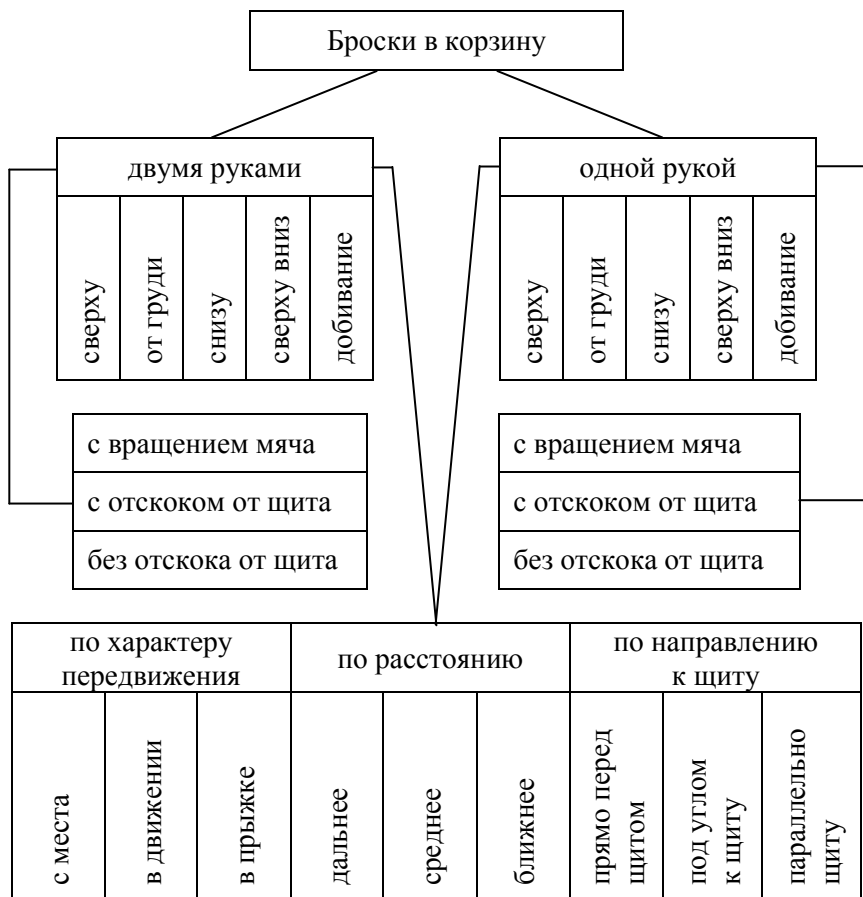 Броски в корзину
двумя руками
сверху
от груди
снизу
сверху вниз
добивание
одной рукой
сверху
от груди
снизу
сверху вниз
добивание
с вращением мяча
с отскоком от щита
без отскока от щита
с вращением мяча
с отскоком от щита
без отскока от щита
по характеру
передвижения
по расстоянию
по направлению
к щиту
с места
в движении
в прыжке
дальнее
среднее
ближнее
прямо перед
щитом
под углом
к щиту
параллельно
щиту